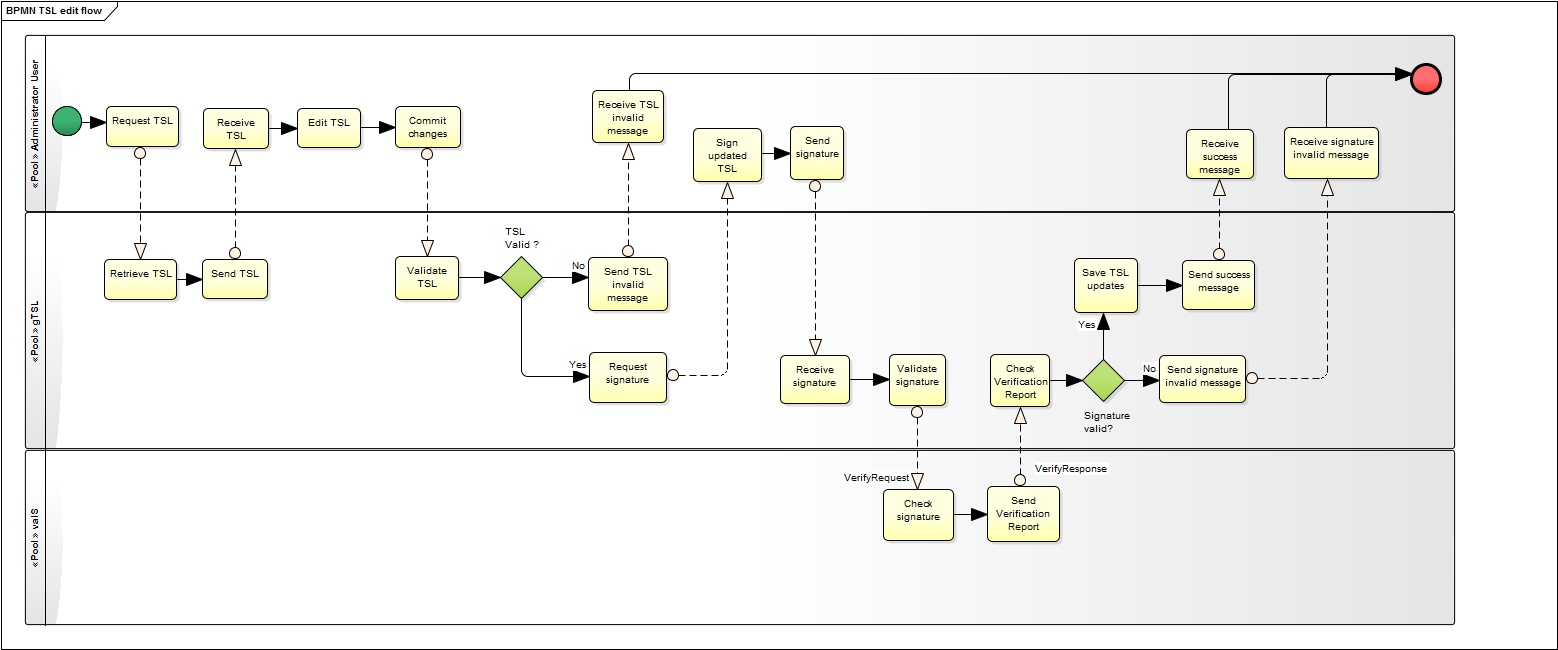 BPMN TSL edit flow
«Pool» Administrator User
Request TSL
Receive
TSL
Edit TSL
Commit
changes
Receive TSL
invalid
message
Sign
updated
TSL
Send
signature
Receive
success
message
Receive signature
invalid message
«Pool» gTSL
Retrieve TSL
Send TSL
Validate
TSL
TSL
Valid ?
No
Send TSL
invalid
message
Yes
Request
signature
Receive
signature
Validate
signature
Check
Verification
Report
Signature
valid?
Yes
Save TSL
updates
Send success
message
No
Send signature
invalid message
«Pool» valS
VerifyRequest
Check
signature
VerifyResponse
Send
Verification
Report